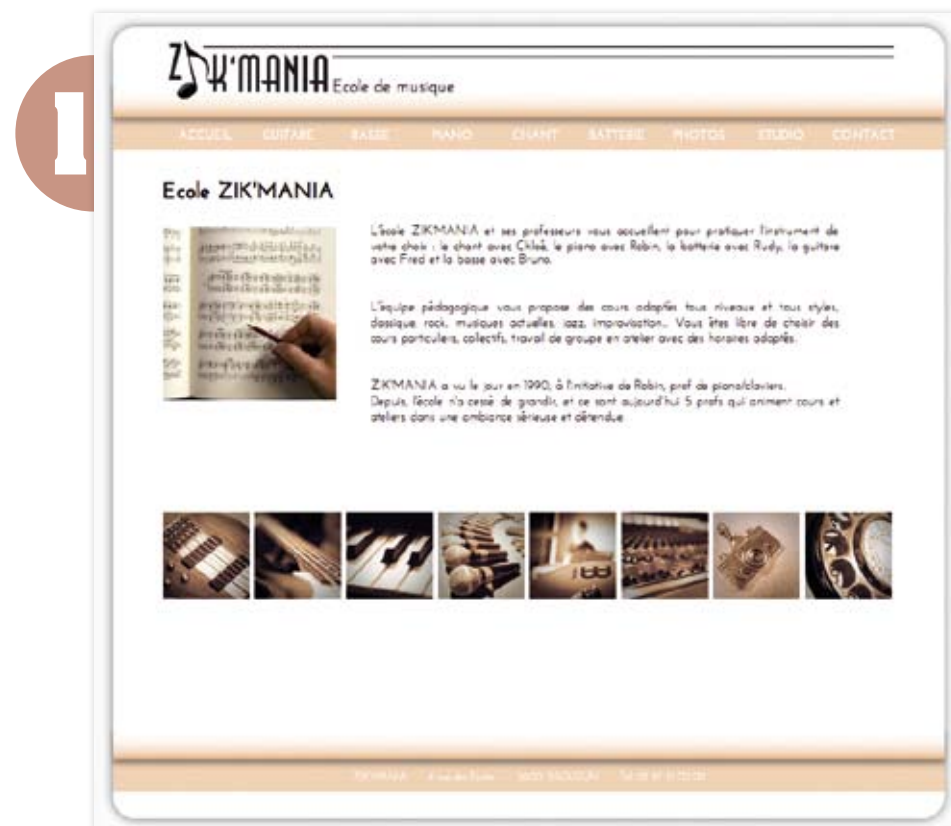 1
ZIK'MANIA Ecole de musique
ACCUEIL GUITARE BASSE PIANO CHANT BATTERIE PHOTOS STUDIO CONTACT
Ecole ZIK'MANIA
L'école ZIK'MANIA et ses professeurs vous accueillent pour pratiquer l'instrument de
votre choix : le chant avec Chloé, le piano avec Robin, la batterie avec Rudy, la guitare
avec Fred et la basse avec Bruno.
L'équipe pédagogique vous propose des cours adaptés tous niveaux et tous styles,
classique, rock, musiques actuelles, jazz, improvisation... Vous êtes libre de choisir des
cours particuliers, collectifs, travail de groupe en atelier avec des horaires adaptés.
ZIK'MANIA a vu le jour en 1990, à l'initiative de Robin, prof de piano/claviers.
Depuis, l'école n'a cessé de grandir, et ce sont aujourd'hui 5 profs qui animent cours et
ateliers dans une ambiance sérieuse et détendue.
ZIK'MANIA